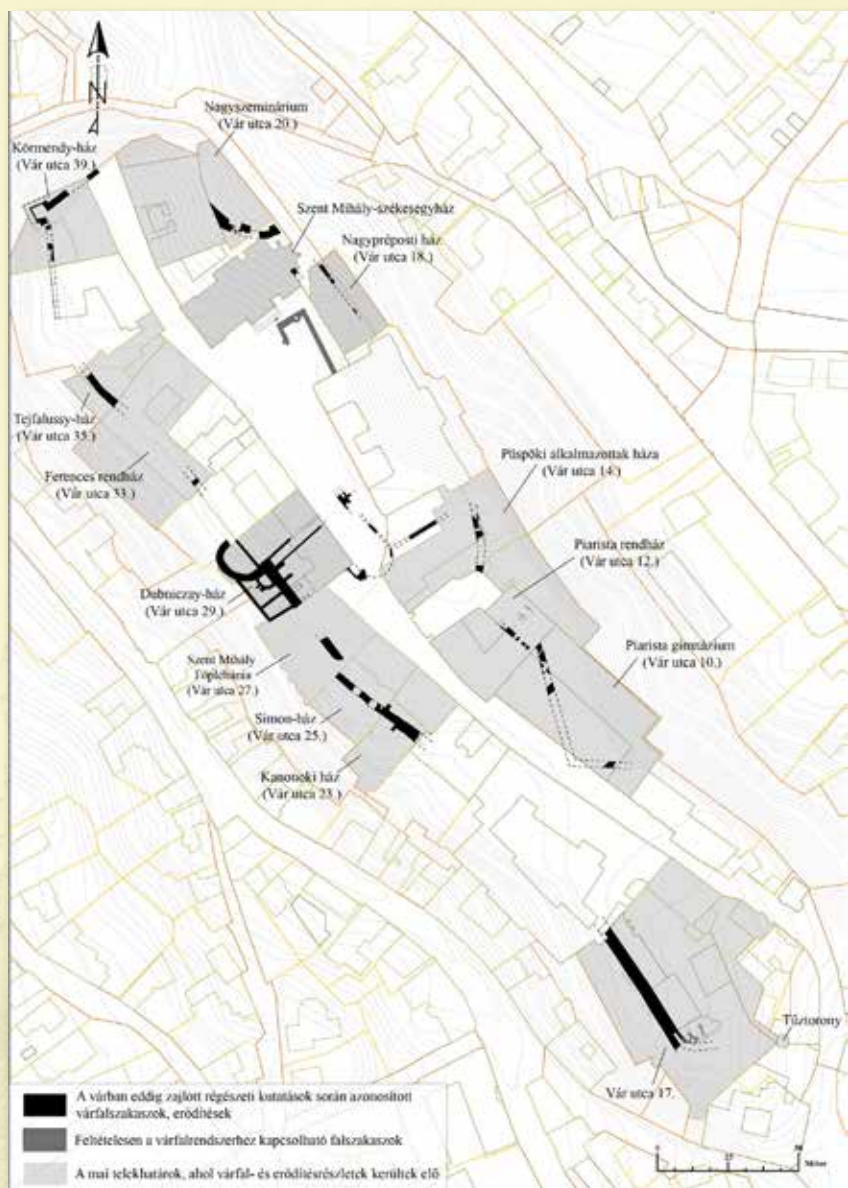 N
Nagyszeminárium
(Vár utca 20.)
Körmendy-ház
(Vár utca 39.)
Szent Mihály-székesegyház
Nagypréposti ház
(Vár utca 18.)
Tejfalussy-ház
(Vár utca 35.)
Ferences rendház
(Vár utca 33.)
Püspöki alkalmazottak háza
(Vár utca 14.)
Piarista rendház
(Vár utca 12.)
Dubniczay-ház
(Vár utca 29.)
Piarista gimnázium
(Vár utca 10.)
Szent Mihály
Főplébánia
(Vár utca 27.)
Simon-ház
(Vár utca 25.)
Kanonoki ház
(Vár utca 23.)
Tűztorony
Vár utca 17.
A várban eddig zajlott régészeti kutatások során azonosított
várfalszakaszok, erődítések
Feltételesen a várfalrendszerhez kapcsolható falszakaszok
A mai telekhatárok, ahol várfal- és erődítésrészletek kerültek elő
0 25 50
Méter